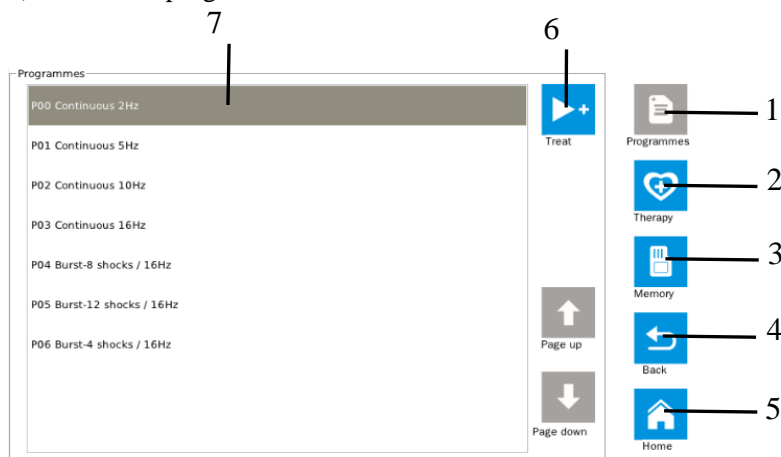 7
6
Programmes
P00 Continuous 2Hz
P01 Continuous 5Hz
P02 Continuous 10Hz
P03 Continuous 16Hz
P04 Burst-8 shocks / 16Hz
P05 Burst-12 shocks / 16Hz
P06 Burst-4 shocks / 16Hz
Treat
Page up
Page down
1
Programmes
2
Therapy
3
Memory
4
Back
5
Home